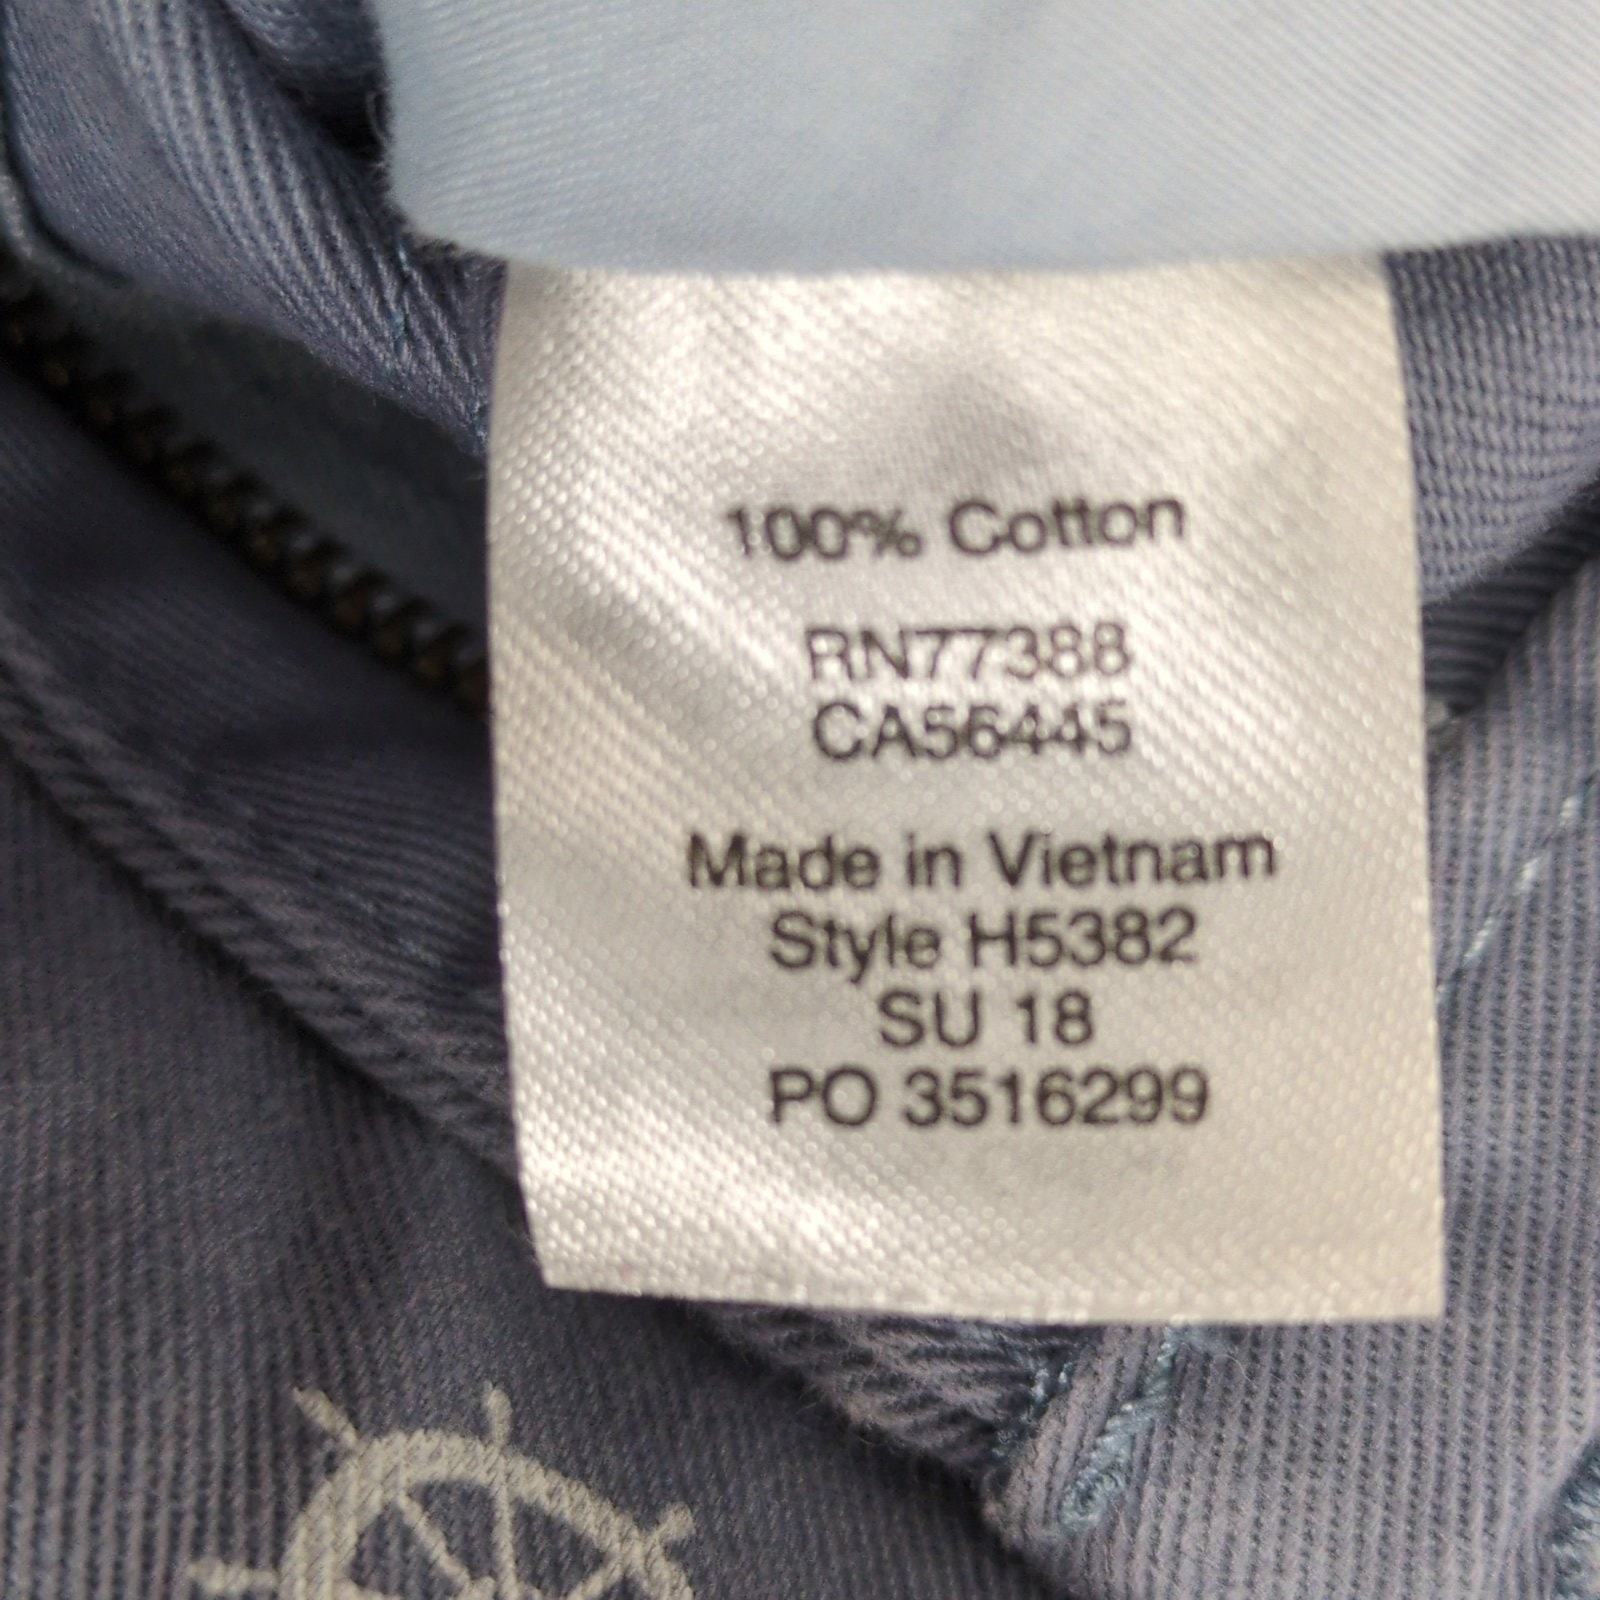 100% Cotton
RN77388
CA56445
Made in Vietnam
Style H5382
SU 18
PO 3516299